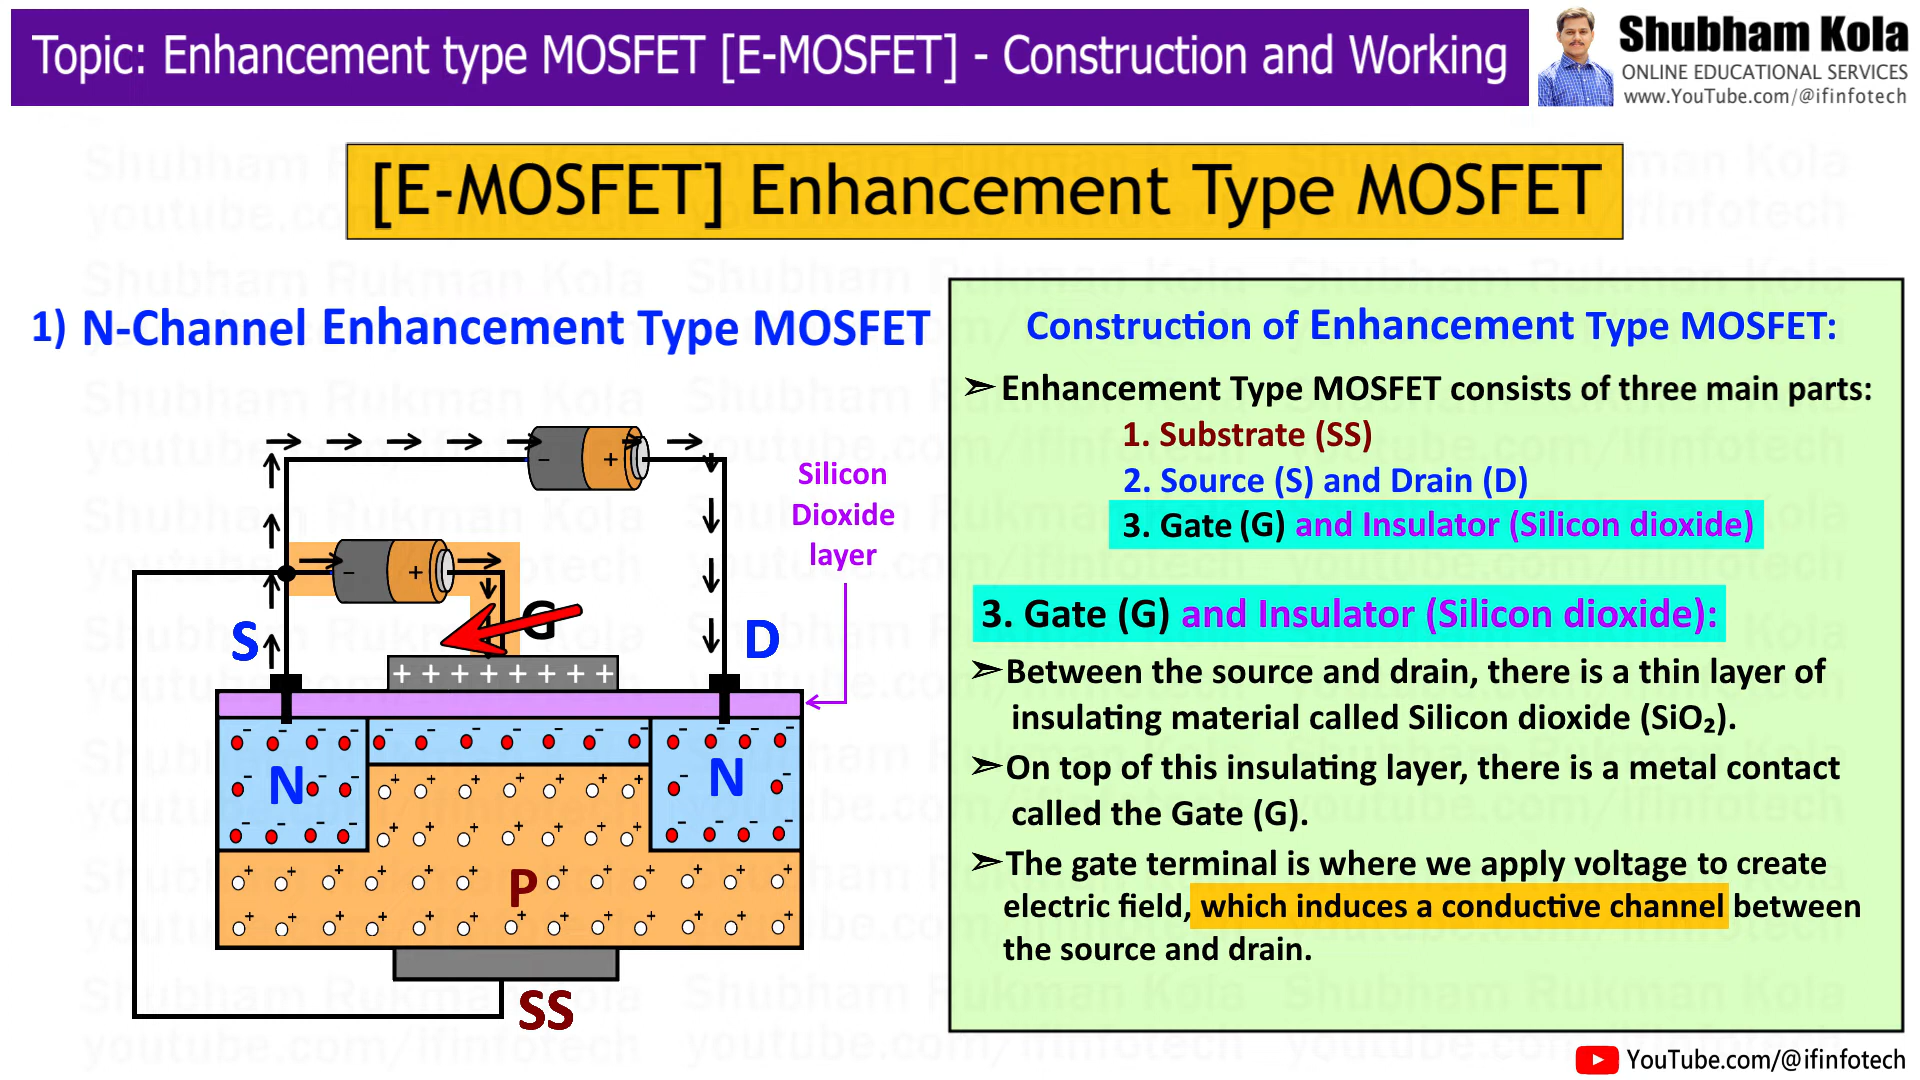 Topic: Enhancement type MOSFET [E-MOSFET] - Construction and Working
Shubham Kola
ONLINE EDUCATIONAL SERVICES
www.YouTube.com/@ifinfotech
[E-MOSFET] Enhancement Type MOSFET
1) N-Channel Enhancement Type MOSFET
Silicon
Dioxide
layer
- +
- +
G
S
D
+ + + + + + + +
N
N
P
SS
Construction of Enhancement Type MOSFET:
➢ Enhancement Type MOSFET consists of three main parts:
1. Substrate (SS)
2. Source (S) and Drain (D)
3. Gate (G) and Insulator (Silicon dioxide)
3. Gate (G) and Insulator (Silicon dioxide):
➢ Between the source and drain, there is a thin layer of
insulating material called Silicon dioxide (SiO₂).
➢ On top of this insulating layer, there is a metal contact
called the Gate (G).
➢ The gate terminal is where we apply voltage to create
electric field, which induces a conductive channel between
the source and drain.
YouTube.com/@ifinfotech